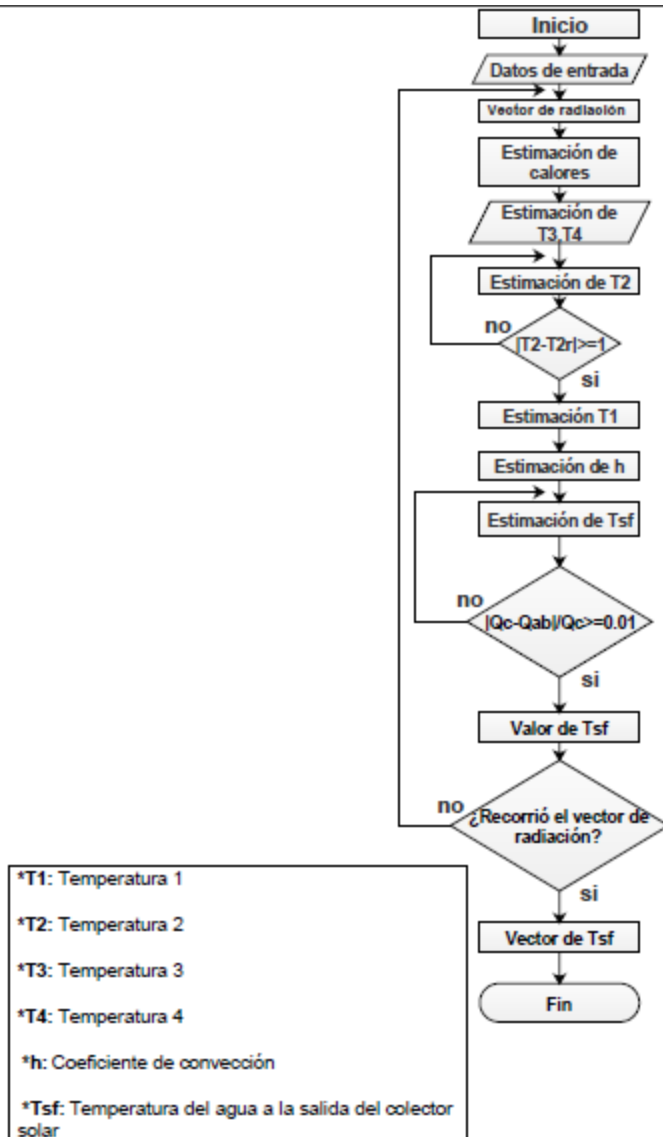 Inicio
Datos de entrada
Vector de radiación
Estimación de
calores
Estimación de
T3,T4
Estimación de T2
no
|T2-T2r|>=1
si
Estimación T1
Estimación de h
Estimación de Tsf
no
|Qc-Qab|/Qc>=0.01
si
Valor de Tsf
no
¿Recorrió el vector de
radiación?
si
Vector de Tsf
Fin
*T1: Temperatura 1
*T2: Temperatura 2
*T3: Temperatura 3
*T4: Temperatura 4
*h: Coeficiente de convección
*Tsf: Temperatura del agua a la salida del colector
solar